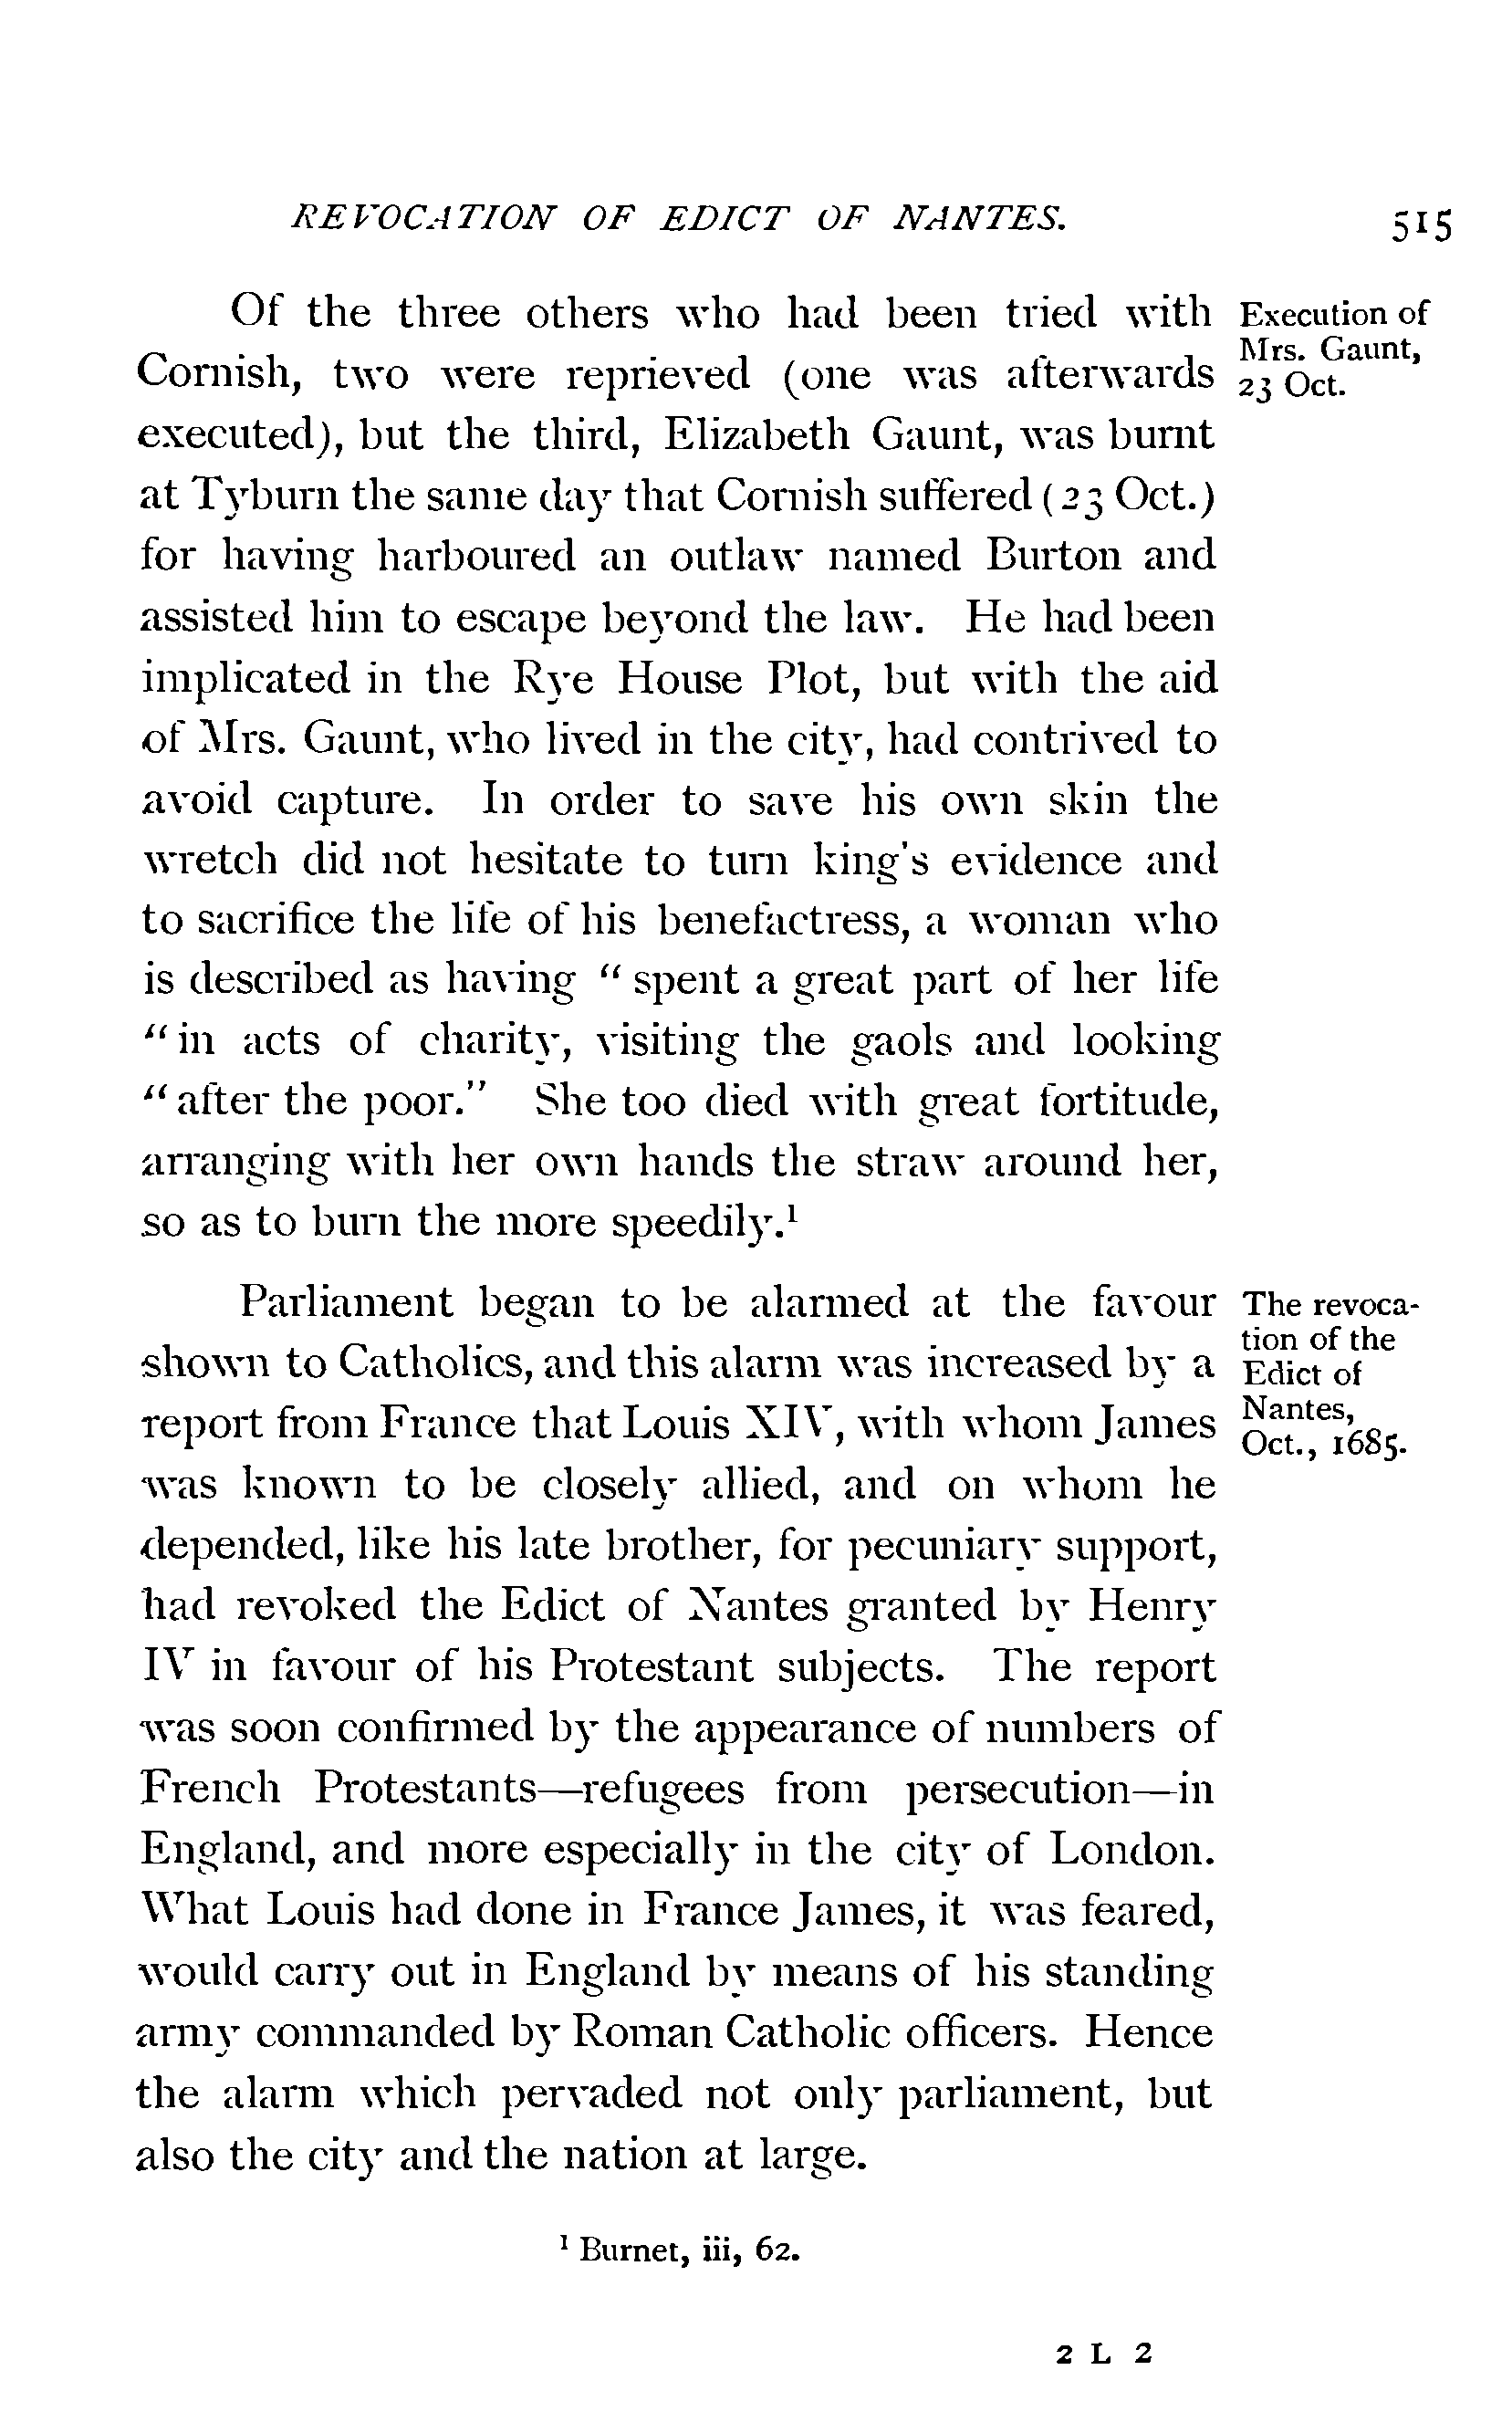 REVOCATION OF EDICT OF NANTES. 515
Of the three others who had been tried with
Cornish, two were reprieved (one was afterwards
executed), but the third, Elizabeth Gaunt, was burnt
at Tyburn the same day that Cornish suffered (23 Oct.)
for having harboured an outlaw named Burton and
assisted him to escape beyond the law. He had been
implicated in the Rye House Plot, but with the aid
of Mrs. Gaunt, who lived in the city, had contrived to
avoid capture. In order to save his own skin the
wretch did not hesitate to turn king's evidence and
to sacrifice the life of his benefactress, a woman who
is described as having " spent a great part of her life
" in acts of charity, visiting the gaols and looking
" after the poor." She too died with great fortitude,
arranging with her own hands the straw around her,
so as to burn the more speedily.¹
Execution of
Mrs. Gaunt,
23 Oct.
Parliament began to be alarmed at the favour
shown to Catholics, and this alarm was increased by a
report from France that Louis XIV, with whom James
was known to be closely allied, and on whom he
depended, like his late brother, for pecuniary support,
had revoked the Edict of Nantes granted by Henry
IV in favour of his Protestant subjects. The report
was soon confirmed by the appearance of numbers of
French Protestants—refugees from persecution—in
England, and more especially in the city of London.
What Louis had done in France James, it was feared,
would carry out in England by means of his standing
army commanded by Roman Catholic officers. Hence
the alarm which pervaded not only parliament, but
also the city and the nation at large.
The revoca-
tion of the
Edict of
Nantes,
Oct., 1685.
¹ Burnet, iii, 62.
2 L 2